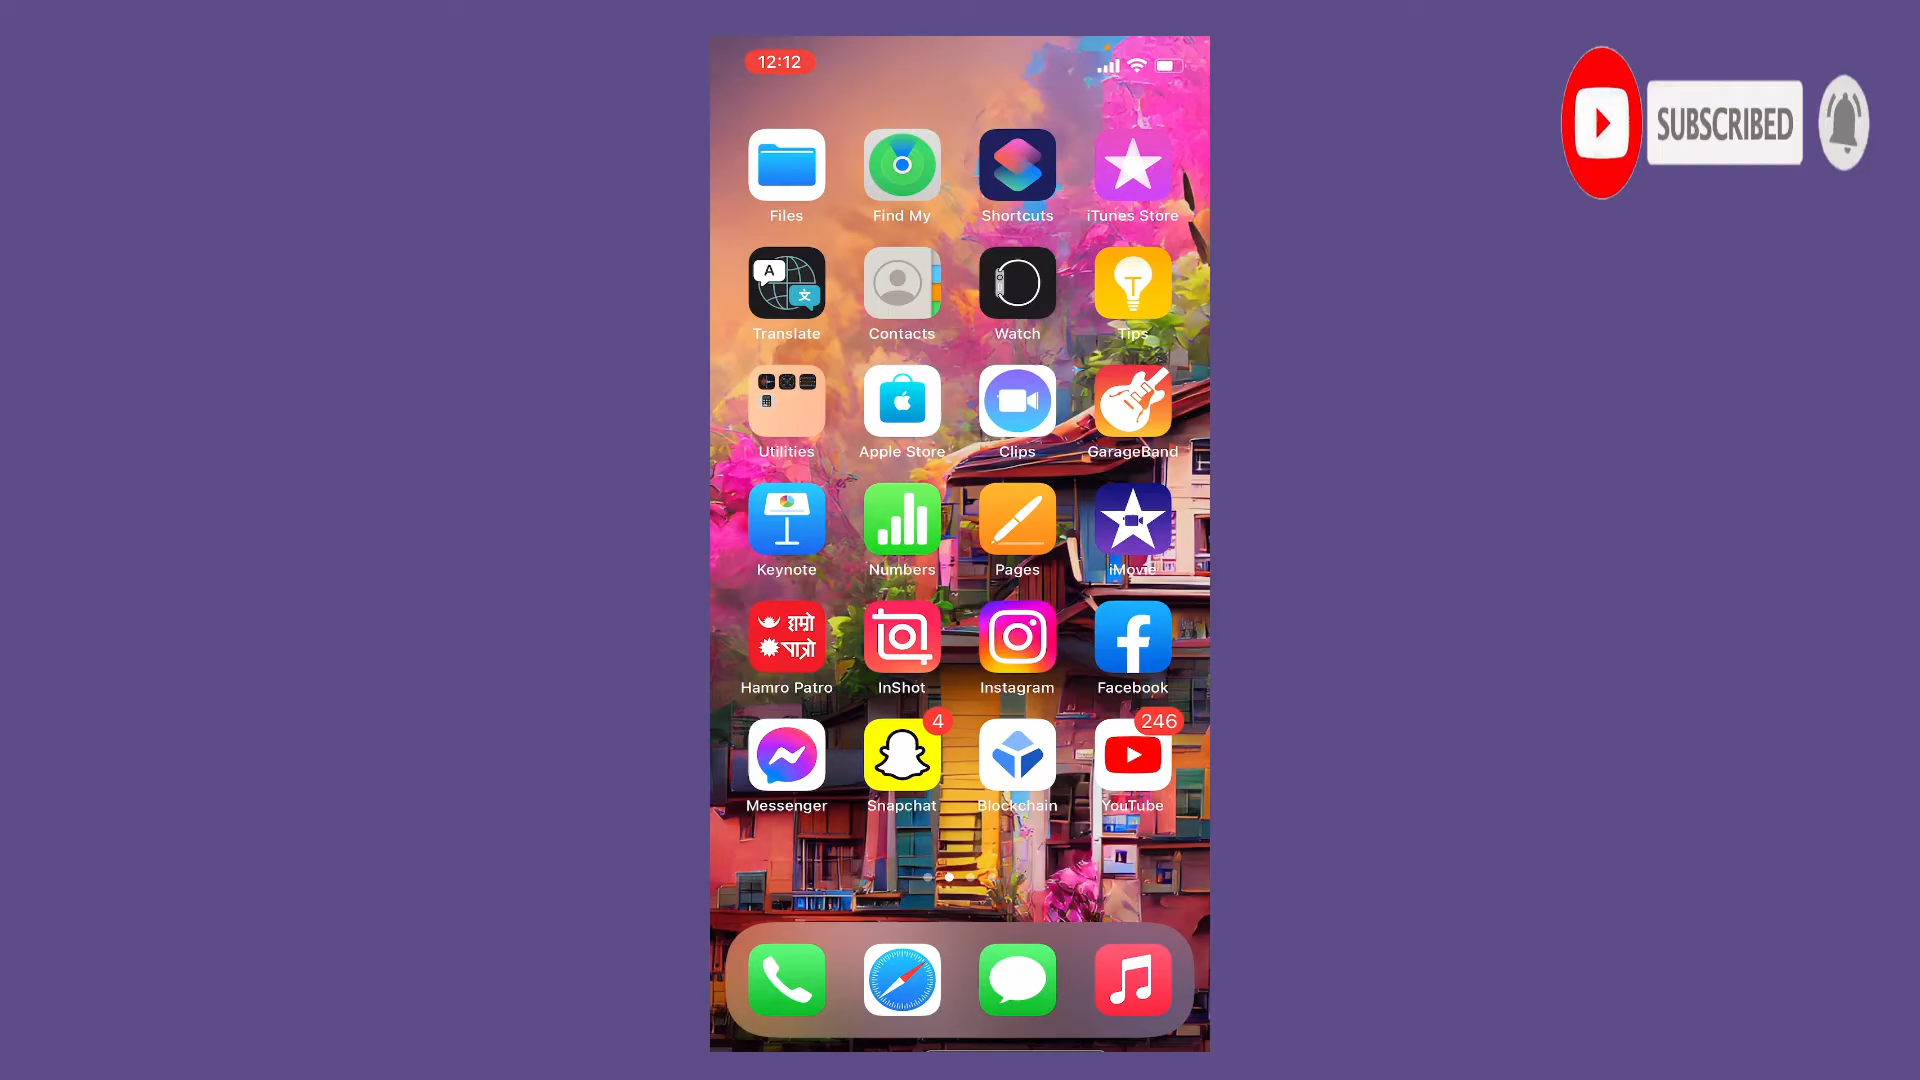 12:12
SUBSCRIBED
Files
Find My
Shortcuts
iTunes Store
A
文
Translate
Contacts
Watch
T
Tips
Utilities
Apple Store
Clips
GarageBand
Keynote
Numbers
Pages
iMovie
हाम्रो
पात्रो
Hamro Patro
InShot
Instagram
Facebook
4
246
Messenger
Snapchat
Blockchain
YouTube